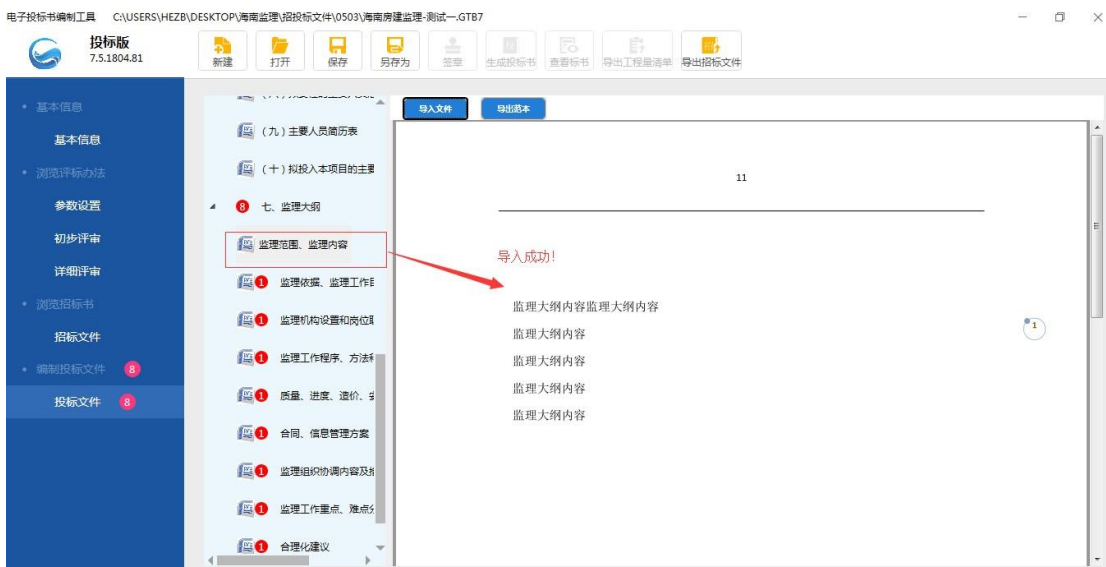 电子投标书编制工具 C:\USERS\HEZB\DESKTOP\海南监理\招投标文件\0503\海南房建监理-测试一.GTB7
投标版
7.5.1804.81
新建 打开 保存 另存为 签章 生成投标书 查看标书 导出工程量清单 导出招标文件
基本信息
基本信息
浏览评标办法
参数设置
初步评审
详细评审
浏览招标书
招标文件
编制投标文件 8
投标文件 8
(九)主要人员简历表
(十)拟投入本项目的主要
8 七、监理大纲
监理范围、监理内容
1 监理依据、监理工作
1 监理机构设置和岗位
1 监理工作程序、方法
1 质量、进度、造价、
1 合同、信息管理方案
1 监理组织协调内容及
1 监理工作重点、难点
1 合理化建议
导入文件 导出范本
11
导入成功!
监理大纲内容监理大纲内容
监理大纲内容
监理大纲内容
监理大纲内容
监理大纲内容
1